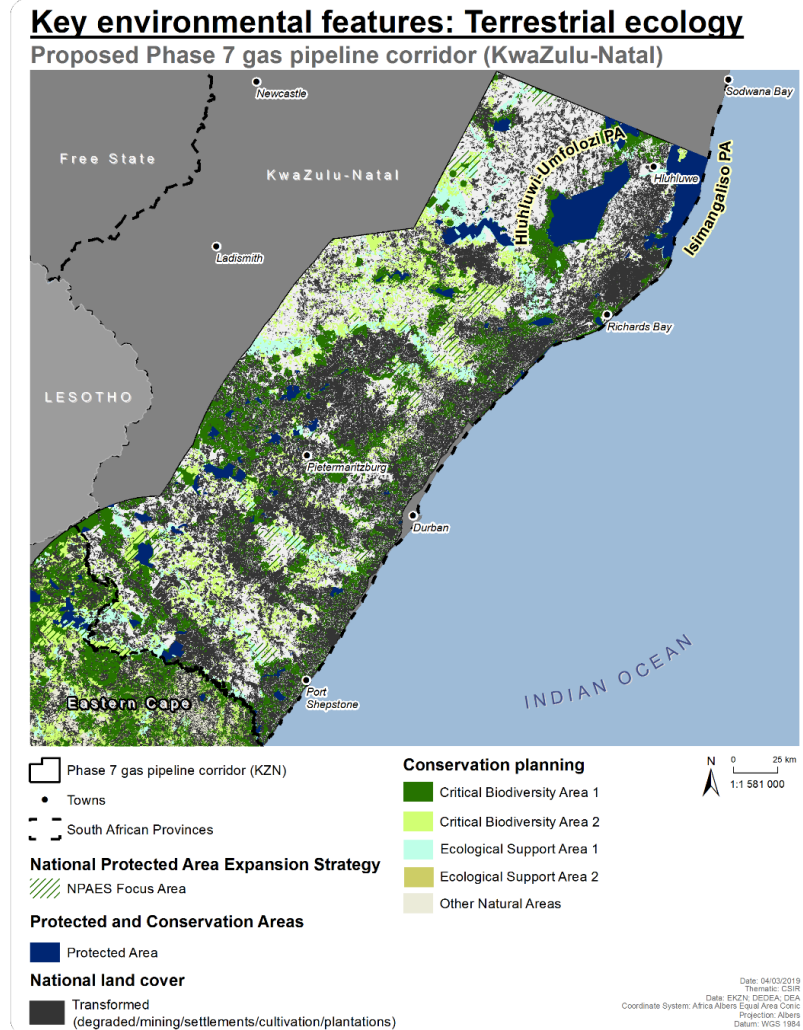 Key environmental features: Terrestrial ecology
Proposed Phase 7 gas pipeline corridor (KwaZulu-Natal)
Newcastle
Sodwana Bay
Free State
KwaZulu-Natal
Hluhluwi-Umfolozi PA
Hluhluwe
Isimangaliso PA
Ladismith
Richards Bay
LESOTHO
Pietermaritzburg
Durban
INDIAN OCEAN
Eastern Cape
Port
Shepstone
Phase 7 gas pipeline corridor (KZN)
Towns
South African Provinces
National Protected Area Expansion Strategy
NPAES Focus Area
Protected and Conservation Areas
Protected Area
National land cover
Transformed
(degraded/mining/settlements/cultivation/plantations)
Conservation planning
Critical Biodiversity Area 1
Critical Biodiversity Area 2
Ecological Support Area 1
Ecological Support Area 2
Other Natural Areas
N
0 25 km
1:1 581 000
Date: 04/03/2019
Thematic: CSIR
Data: EKZN; DEDEA; DEA
Coordinate System: Africa Albers Equal Area Conic
Projection: Albers
Datum: WGS 1984